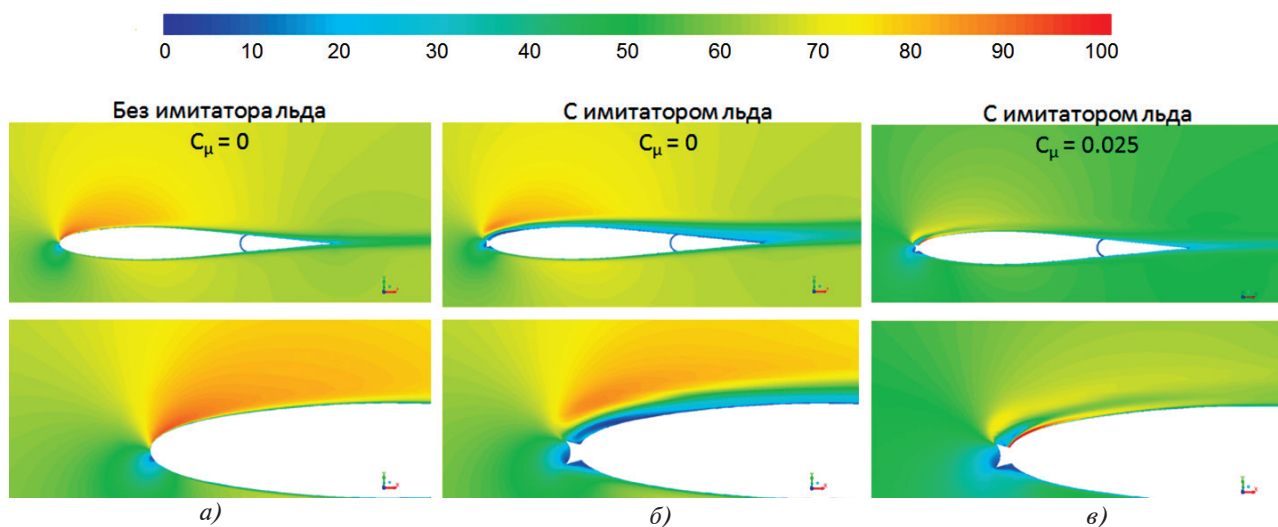 0 10 20 30 40 50 60 70 80 90 100
Без имитатора льда
C_μ = 0
С имитатором льда
C_μ = 0
С имитатором льда
C_μ = 0.025
а) б) в)